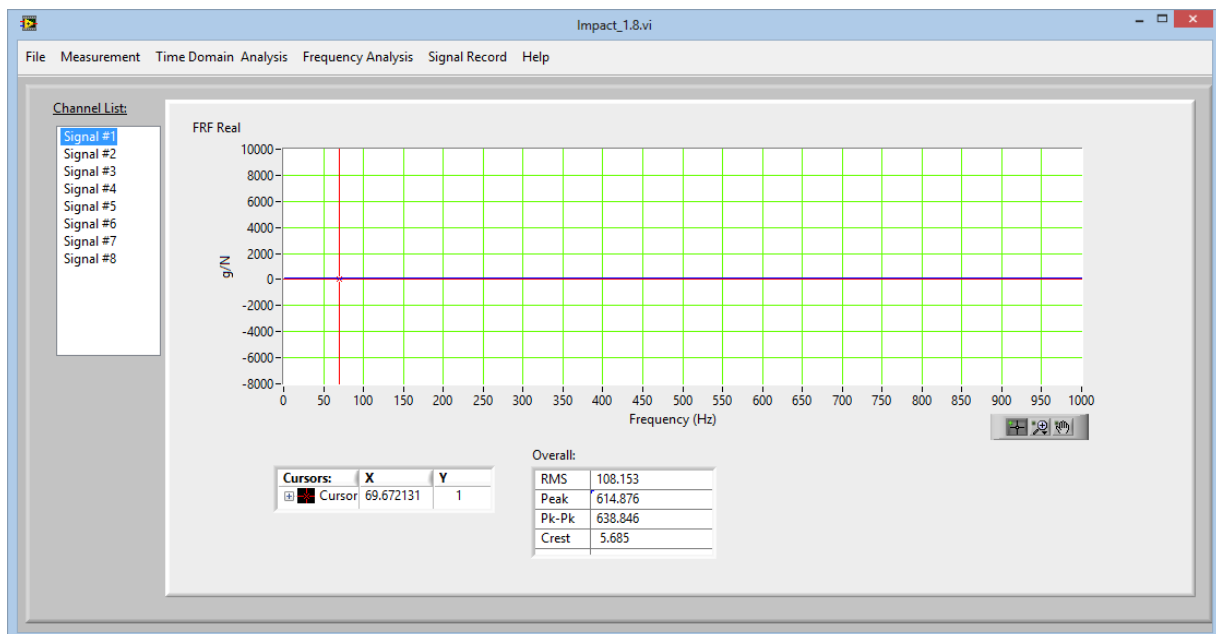 Impact_1.8.vi
File Measurement Time Domain Analysis Frequency Analysis Signal Record Help
Channel List:
Signal #1
Signal #2
Signal #3
Signal #4
Signal #5
Signal #6
Signal #7
Signal #8
FRF Real
10000
8000
6000
4000
2000
0
-2000
-4000
-6000
-8000
g/N
0 50 100 150 200 250 300 350 400 450 500 550 600 650 700 750 800 850 900 950 1000
Frequency (Hz)
Cursors: X Y
Cursor 69.672131 1
Overall:
RMS 108.153
Peak 614.876
Pk-Pk 638.846
Crest 5.685